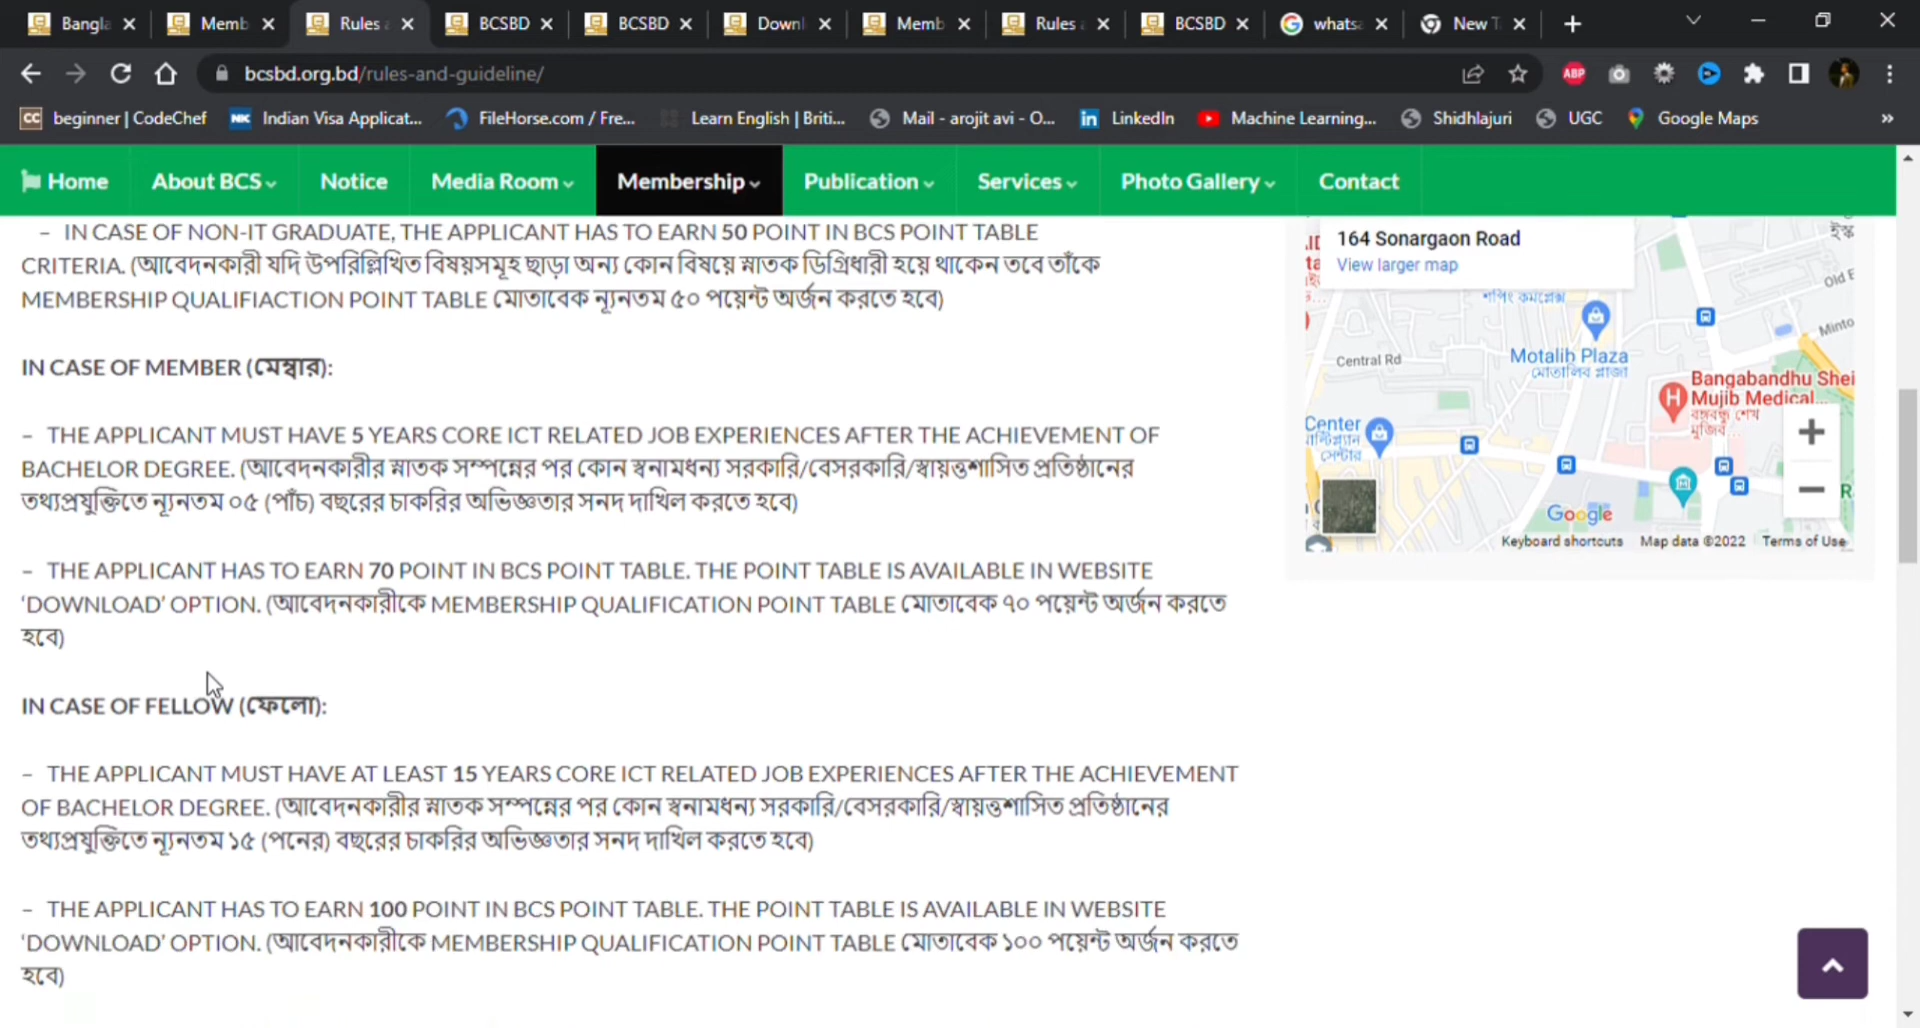 Bangla
Memb
Rules
BCSBD
BCSBD
Downl
Memb
Rules
BCSBD
whats
New T
bcsbd.org.bd/rules-and-guideline/
ABP
CC beginner | CodeChef
NK Indian Visa Applicat...
FileHorse.com / Fre...
Learn English | Briti...
Mail - arojit avi - O...
in LinkedIn
Machine Learning...
Shidhlajuri
UGC
Google Maps
»
Home
About BCS
Notice
Media Room
Membership
Publication
Services
Photo Gallery
Contact
– IN CASE OF NON-IT GRADUATE, THE APPLICANT HAS TO EARN 50 POINT IN BCS POINT TABLE
CRITERIA. (আবেদনকারী যদি উপরিল্লিখিত বিষয়সমূহ ছাড়া অন্য কোন বিষয়ে স্নাতক ডিগ্রিধারী হয়ে থাকেন তবে তাঁকে
MEMBERSHIP QUALIFIACTION POINT TABLE মোতাবেক ন্যূনতম ৫০ পয়েন্ট অর্জন করতে হবে)
IN CASE OF MEMBER (মেম্বার):
– THE APPLICANT MUST HAVE 5 YEARS CORE ICT RELATED JOB EXPERIENCES AFTER THE ACHIEVEMENT OF
BACHELOR DEGREE. (আবেদনকারীর স্নাতক সম্পন্নের পর কোন স্বনামধন্য সরকারি/বেসরকারি/স্বায়ত্তশাসিত প্রতিষ্ঠানের
তথ্যপ্রযুক্তিতে ন্যূনতম ০৫ (পাঁচ) বছরের চাকরির অভিজ্ঞতার সনদ দাখিল করতে হবে)
– THE APPLICANT HAS TO EARN 70 POINT IN BCS POINT TABLE. THE POINT TABLE IS AVAILABLE IN WEBSITE
‘DOWNLOAD’ OPTION. (আবেদনকারীকে MEMBERSHIP QUALIFICATION POINT TABLE মোতাবেক ৭০ পয়েন্ট অর্জন করতে
হবে)
IN CASE OF FELLOW (ফেলো):
– THE APPLICANT MUST HAVE AT LEAST 15 YEARS CORE ICT RELATED JOB EXPERIENCES AFTER THE ACHIEVEMENT
OF BACHELOR DEGREE. (আবেদনকারীর স্নাতক সম্পন্নের পর কোন স্বনামধন্য সরকারি/বেসরকারি/স্বায়ত্তশাসিত প্রতিষ্ঠানের
তথ্যপ্রযুক্তিতে ন্যূনতম ১৫ (পনের) বছরের চাকরির অভিজ্ঞতার সনদ দাখিল করতে হবে)
– THE APPLICANT HAS TO EARN 100 POINT IN BCS POINT TABLE. THE POINT TABLE IS AVAILABLE IN WEBSITE
‘DOWNLOAD’ OPTION. (আবেদনকারীকে MEMBERSHIP QUALIFICATION POINT TABLE মোতাবেক ১০০ পয়েন্ট অর্জন করতে
হবে)
164 Sonargaon Road
View larger map
Old E
Minto
Central Rd
Motalib Plaza
মোতালিব প্লাজা
Bangabandhu Shei
Mujib Medical...
বঙ্গবন্ধু শেখ
মুজিব...
Center
সেন্টার
Google
Keyboard shortcuts
Map data ©2022
Terms of Use